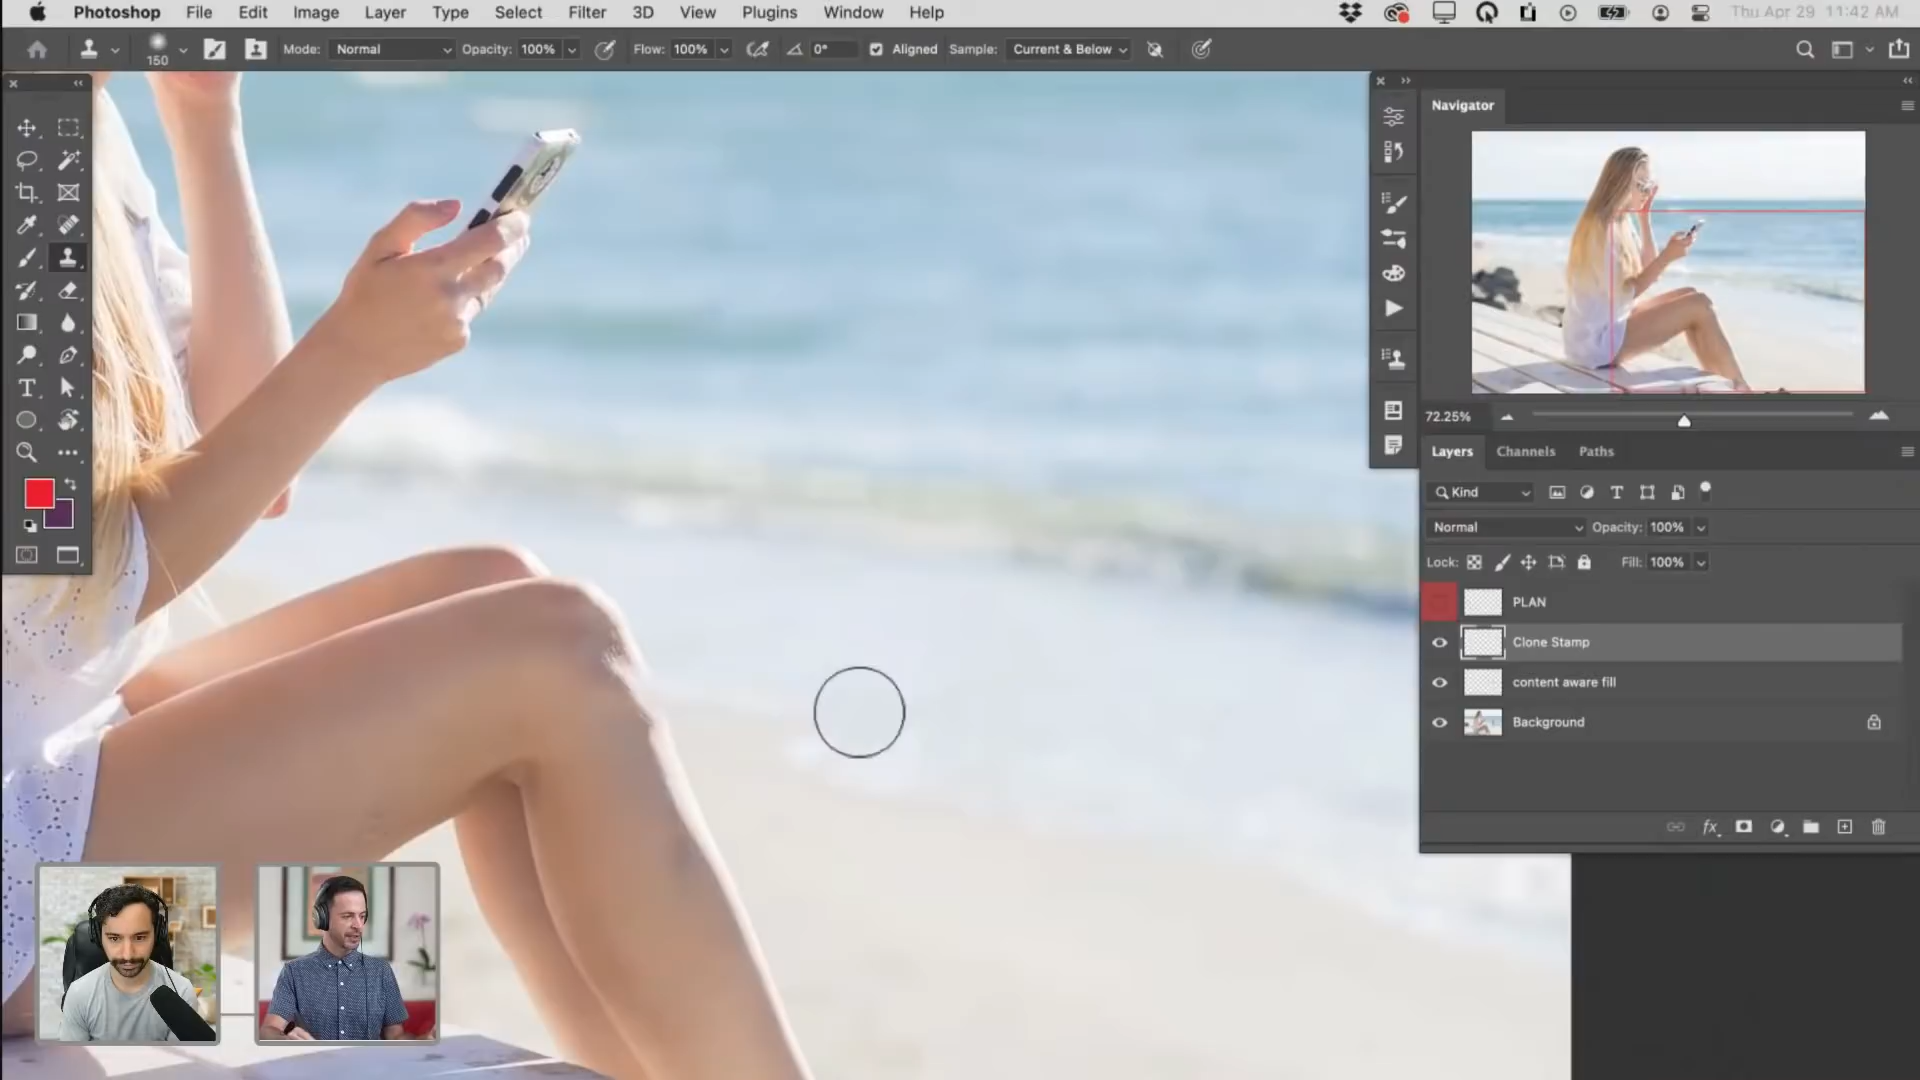 Photoshop File Edit Image Layer Type Select Filter 3D View Plugins Window Help Thu Apr 29 11:42 AM
150 Mode: Normal Opacity: 100% Flow: 100% 0° Aligned Sample: Current & Below
Navigator
72.25%
Layers Channels Paths
Kind
Normal Opacity: 100%
Lock: Fill: 100%
PLAN
Clone Stamp
content aware fill
Background